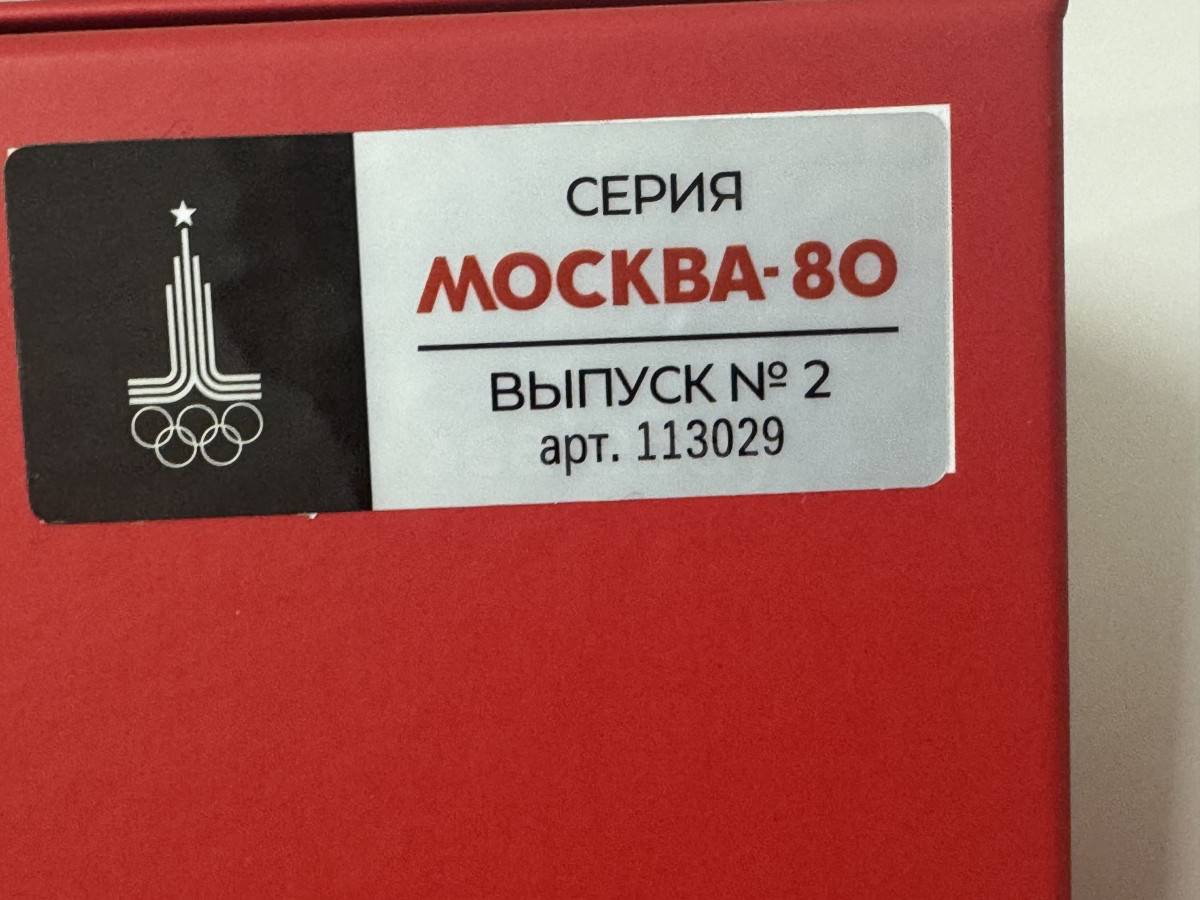 СЕРИЯ
МОСКВА-80
ВЫПУСК № 2
арт. 113029